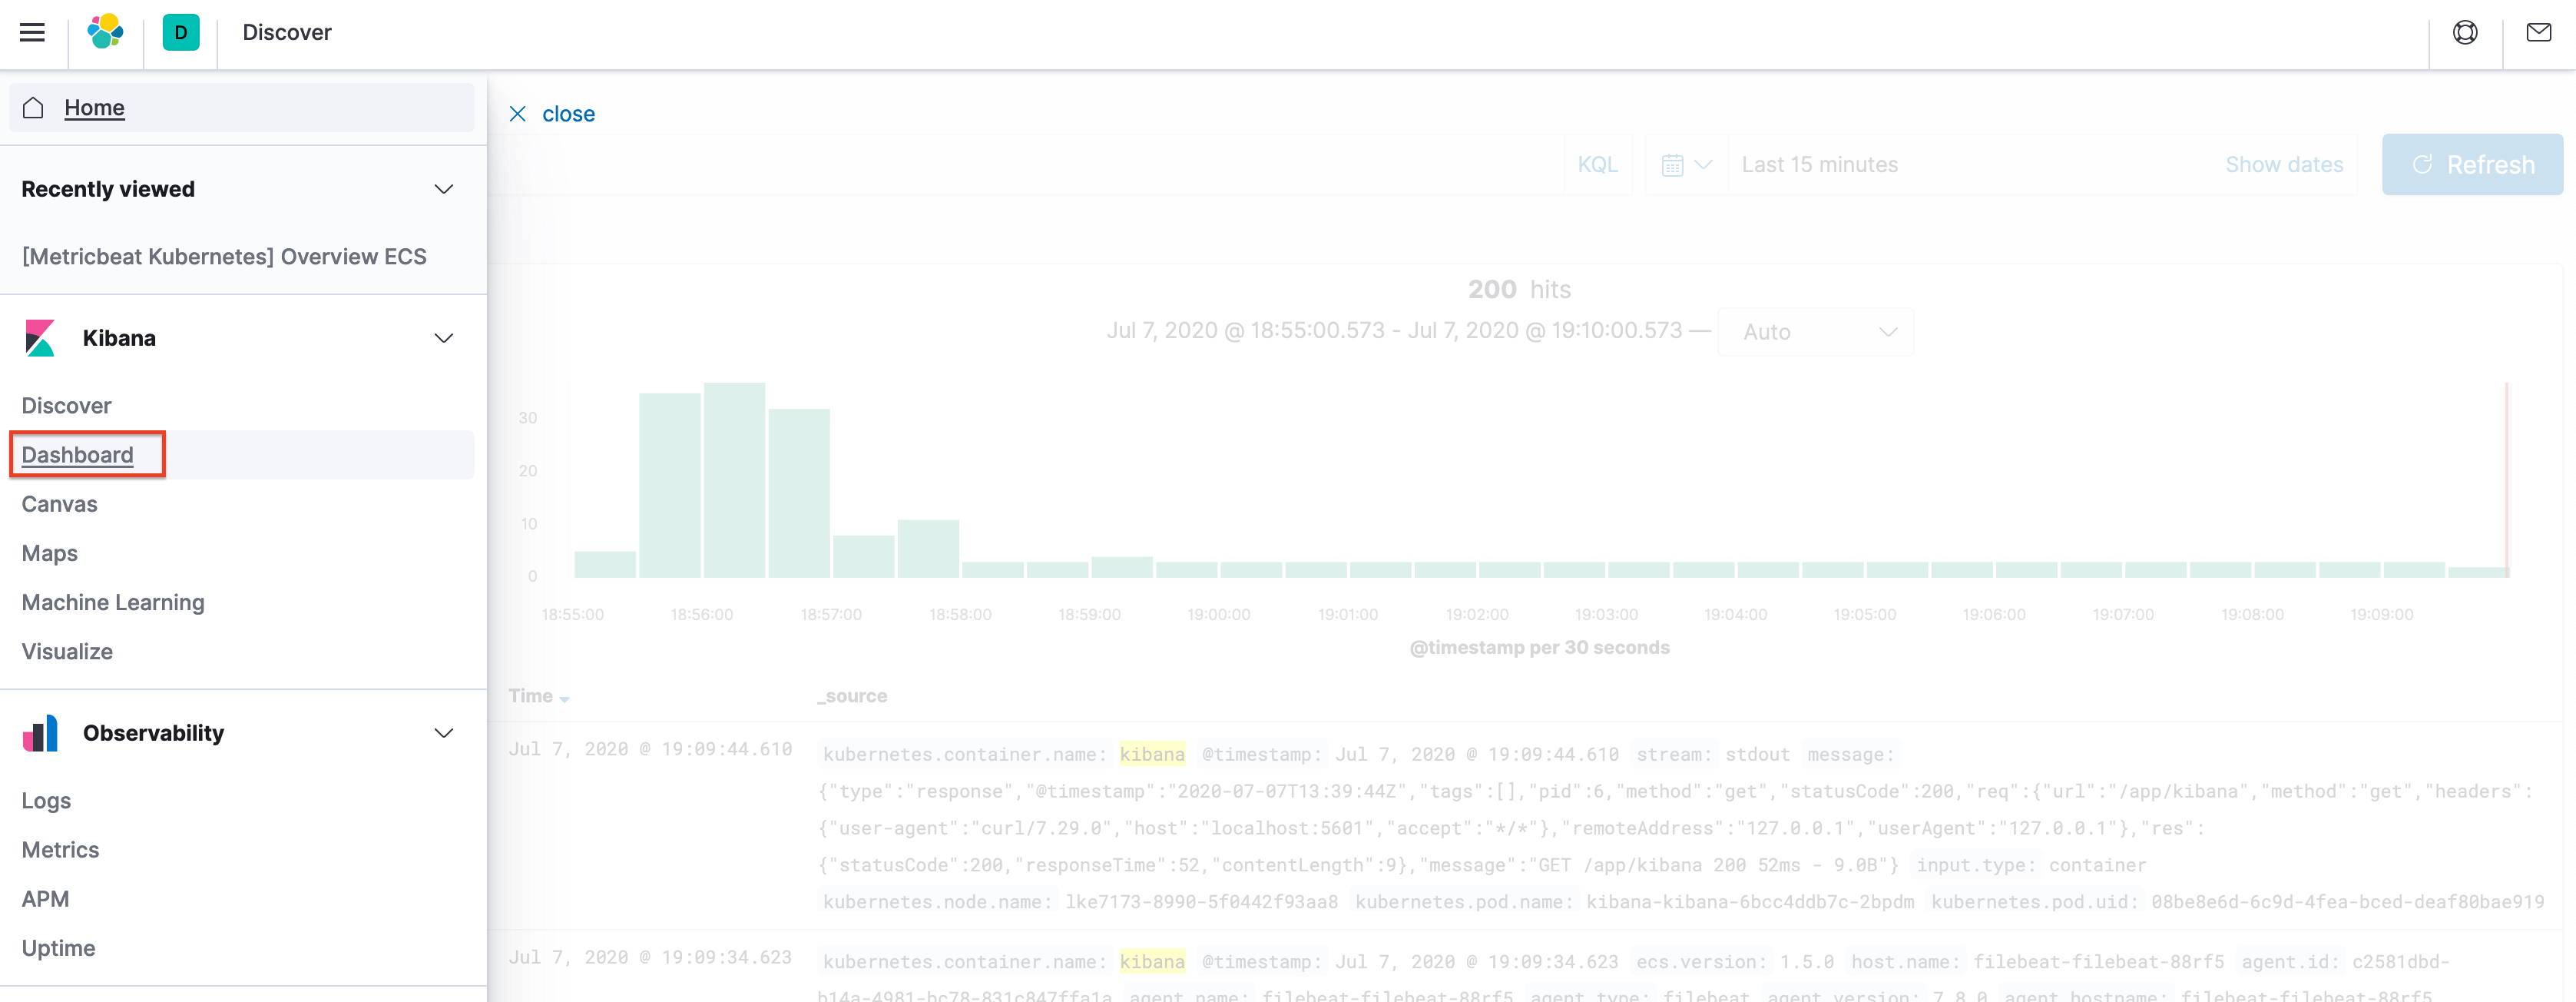 D
Discover
Home
close
KQL
Last 15 minutes
Show dates
Refresh
Recently viewed
[Metricbeat Kubernetes] Overview ECS
200 hits
Jul 7, 2020 @ 18:55:00.573 - Jul 7, 2020 @ 19:10:00.573 —
Auto
Kibana
Discover
Dashboard
Canvas
Maps
Machine Learning
Visualize
30
20
10
0
18:55:00 18:56:00 18:57:00 18:58:00 18:59:00 19:00:00 19:01:00 19:02:00 19:03:00 19:04:00 19:05:00 19:06:00 19:07:00 19:08:00 19:09:00
@timestamp per 30 seconds
Observability
Logs
Metrics
APM
Uptime
Time _source
Jul 7, 2020 @ 19:09:44.610 kubernetes.container.name: kibana @timestamp: Jul 7, 2020 @ 19:09:44.610 stream: stdout message:
{"type":"response","@timestamp":"2020-07-07T13:39:44Z","tags":[],"pid":6,"method":"get","statusCode":200,"req":{"url":"/app/kibana","method":"get","headers":
{"user-agent":"curl/7.29.0","host":"localhost:5601","accept":"*/*"},"remoteAddress":"127.0.0.1","userAgent":"127.0.0.1"},"res":
{"statusCode":200,"responseTime":52,"contentLength":9},"message":"GET /app/kibana 200 52ms - 9.0B"} input.type: container
kubernetes.node.name: lke7173-8990-5f0442f93aa8 kubernetes.pod.name: kibana-kibana-6bcc4ddb7c-2bpdm kubernetes.pod.uid: 08be8e6d-6c9d-4fea-bced-deaf80bae919
Jul 7, 2020 @ 19:09:34.623 kubernetes.container.name: kibana @timestamp: Jul 7, 2020 @ 19:09:34.623 ecs.version: 1.5.0 host.name: filebeat-filebeat-88rf5 agent.id: c2581dbd-
b14a-4981-bc78-831c847ffa1a agent.name: filebeat-filebeat-88rf5 agent.type: filebeat agent.version: 7.8.0 agent.hostname: filebeat-filebeat-88rf5